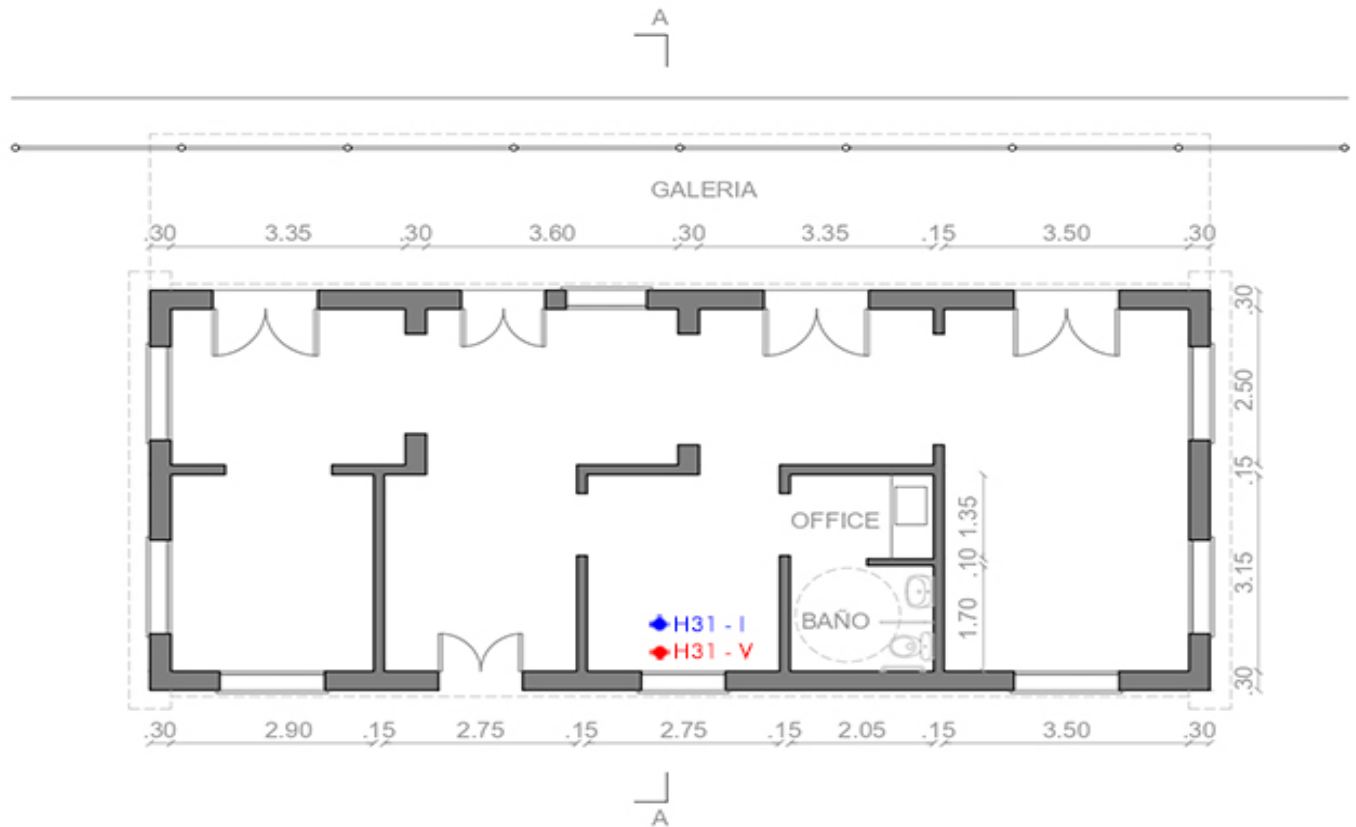 A
GALERIA
.30 3.35 .30 3.60 .30 3.35 .15 3.50 .30
.30
2.50
.15
3.15
.30
OFFICE
1.35
.10
1.70
BAÑO
H31 - I
H31 - V
.30 2.90 .15 2.75 .15 2.75 .15 2.05 .15 3.50 .30
A